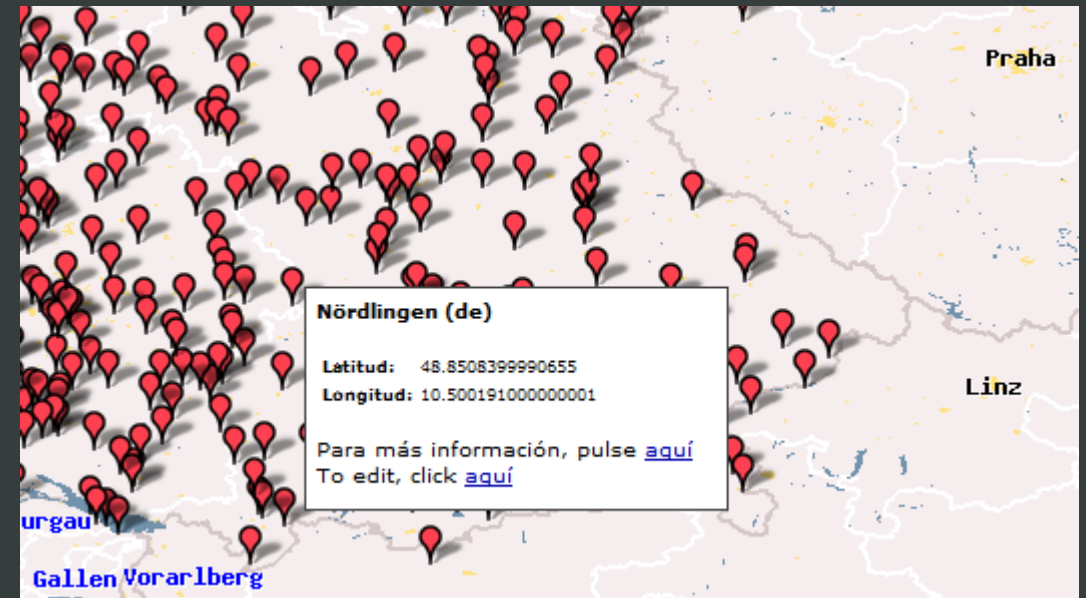 Praha
Nördlingen (de)
Latitud: 48.8508399990655
Longitud: 10.500191000000001
Linz
Para más información, pulse aquí
To edit, click aquí
urgau
Gallen Vorarlberg